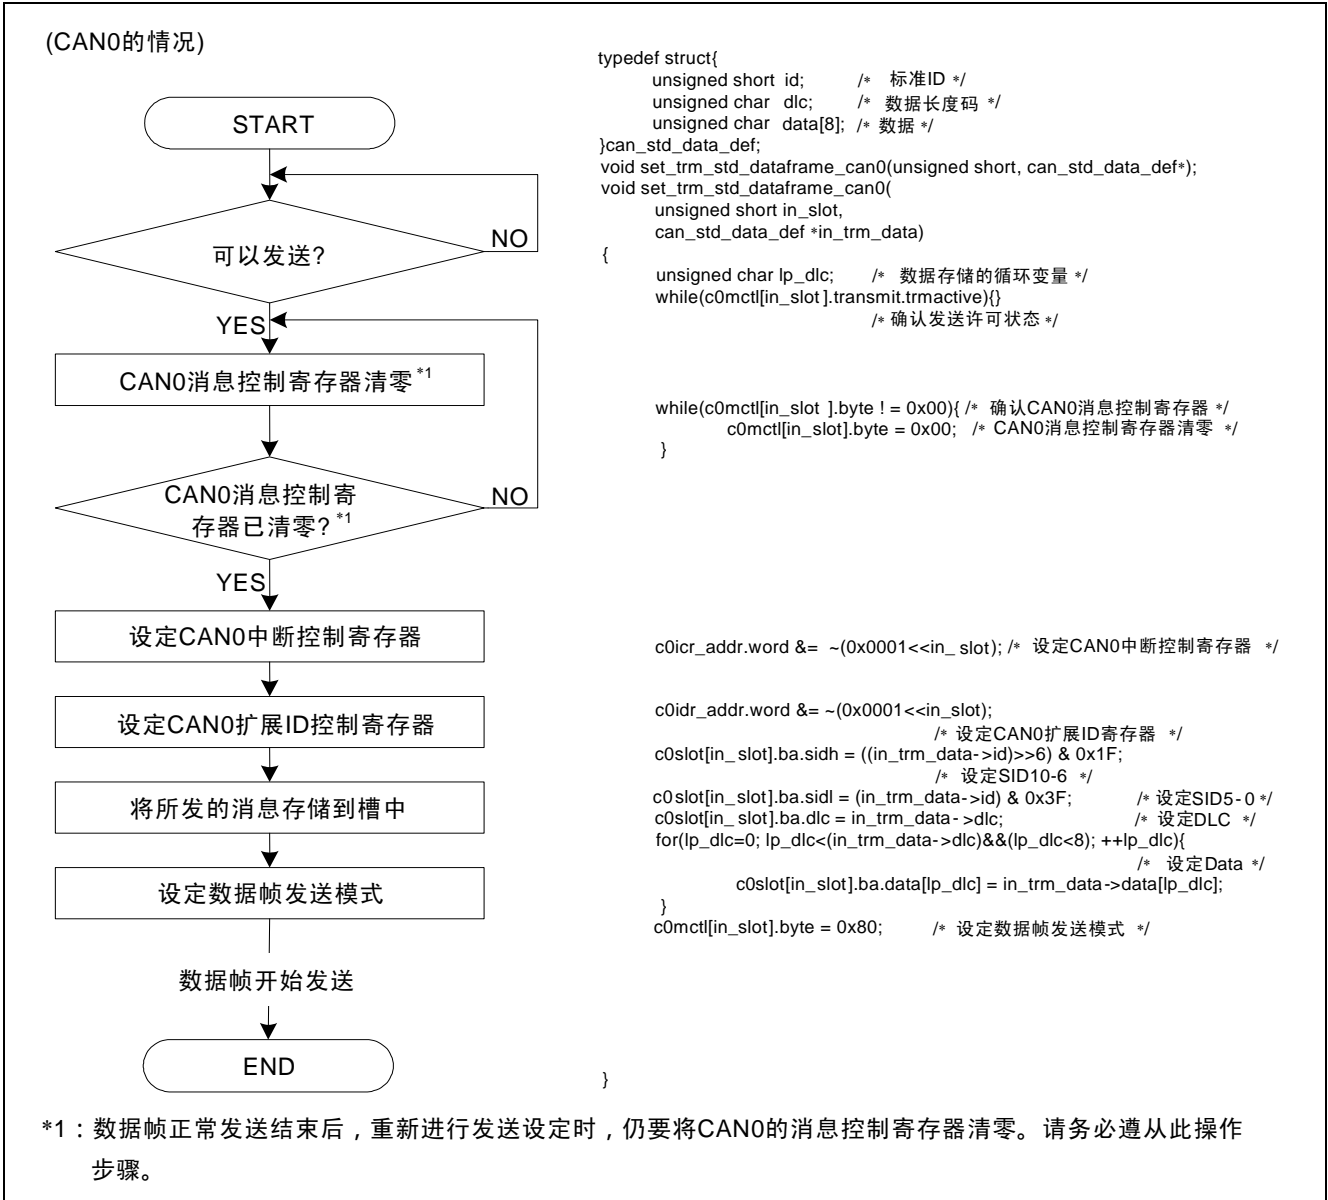 (CAN0的情况)
START
可以发送?
NO
YES
CAN0消息控制寄存器清零*1
CAN0消息控制寄
存器已清零?*1
NO
YES
设定CAN0中断控制寄存器
设定CAN0扩展ID控制寄存器
将所发的消息存储到槽中
设定数据帧发送模式
数据帧开始发送
END
typedef struct{
unsigned short id; /* 标准ID */
unsigned char dlc; /* 数据长度码 */
unsigned char data[8]; /* 数据 */
}can_std_data_def;
void set_trm_std_dataframe_can0(unsigned short, can_std_data_def*);
void set_trm_std_dataframe_can0(
unsigned short in_slot,
can_std_data_def *in_trm_data)
{
unsigned char lp_dlc; /* 数据存储的循环变量 */
while(c0mctl[in_slot].transmit.trmactive){}
/* 确认发送许可状态 */
while(c0mctl[in_slot ].byte ! = 0x00){ /* 确认CAN0消息控制寄存器 */
c0mctl[in_slot].byte = 0x00; /* CAN0消息控制寄存器清零 */
}
c0icr_addr.word &= ~(0x0001<<in_ slot); /* 设定CAN0中断控制寄存器 */
c0idr_addr.word &= ~(0x0001<<in_slot);
/* 设定CAN0扩展ID寄存器 */
c0slot[in_slot].ba.sidh = ((in_trm_data->id)>>6) & 0x1F;
/* 设定SID10-6 */
c0slot[in_slot].ba.sidl = (in_trm_data->id) & 0x3F; /* 设定SID5-0 */
c0slot[in_ slot].ba.dlc = in_trm_data->dlc; /* 设定DLC */
for(lp_dlc=0; lp_dlc<(in_trm_data->dlc)&&(lp_dlc<8); ++lp_dlc){
/* 设定Data */
c0slot[in_slot].ba.data[lp_dlc] = in_trm_data->data[lp_dlc];
}
c0mctl[in_slot].byte = 0x80; /* 设定数据帧发送模式 */
}
*1：数据帧正常发送结束后，重新进行发送设定时，仍要将CAN0的消息控制寄存器清零。请务必遵从此操作
步骤。